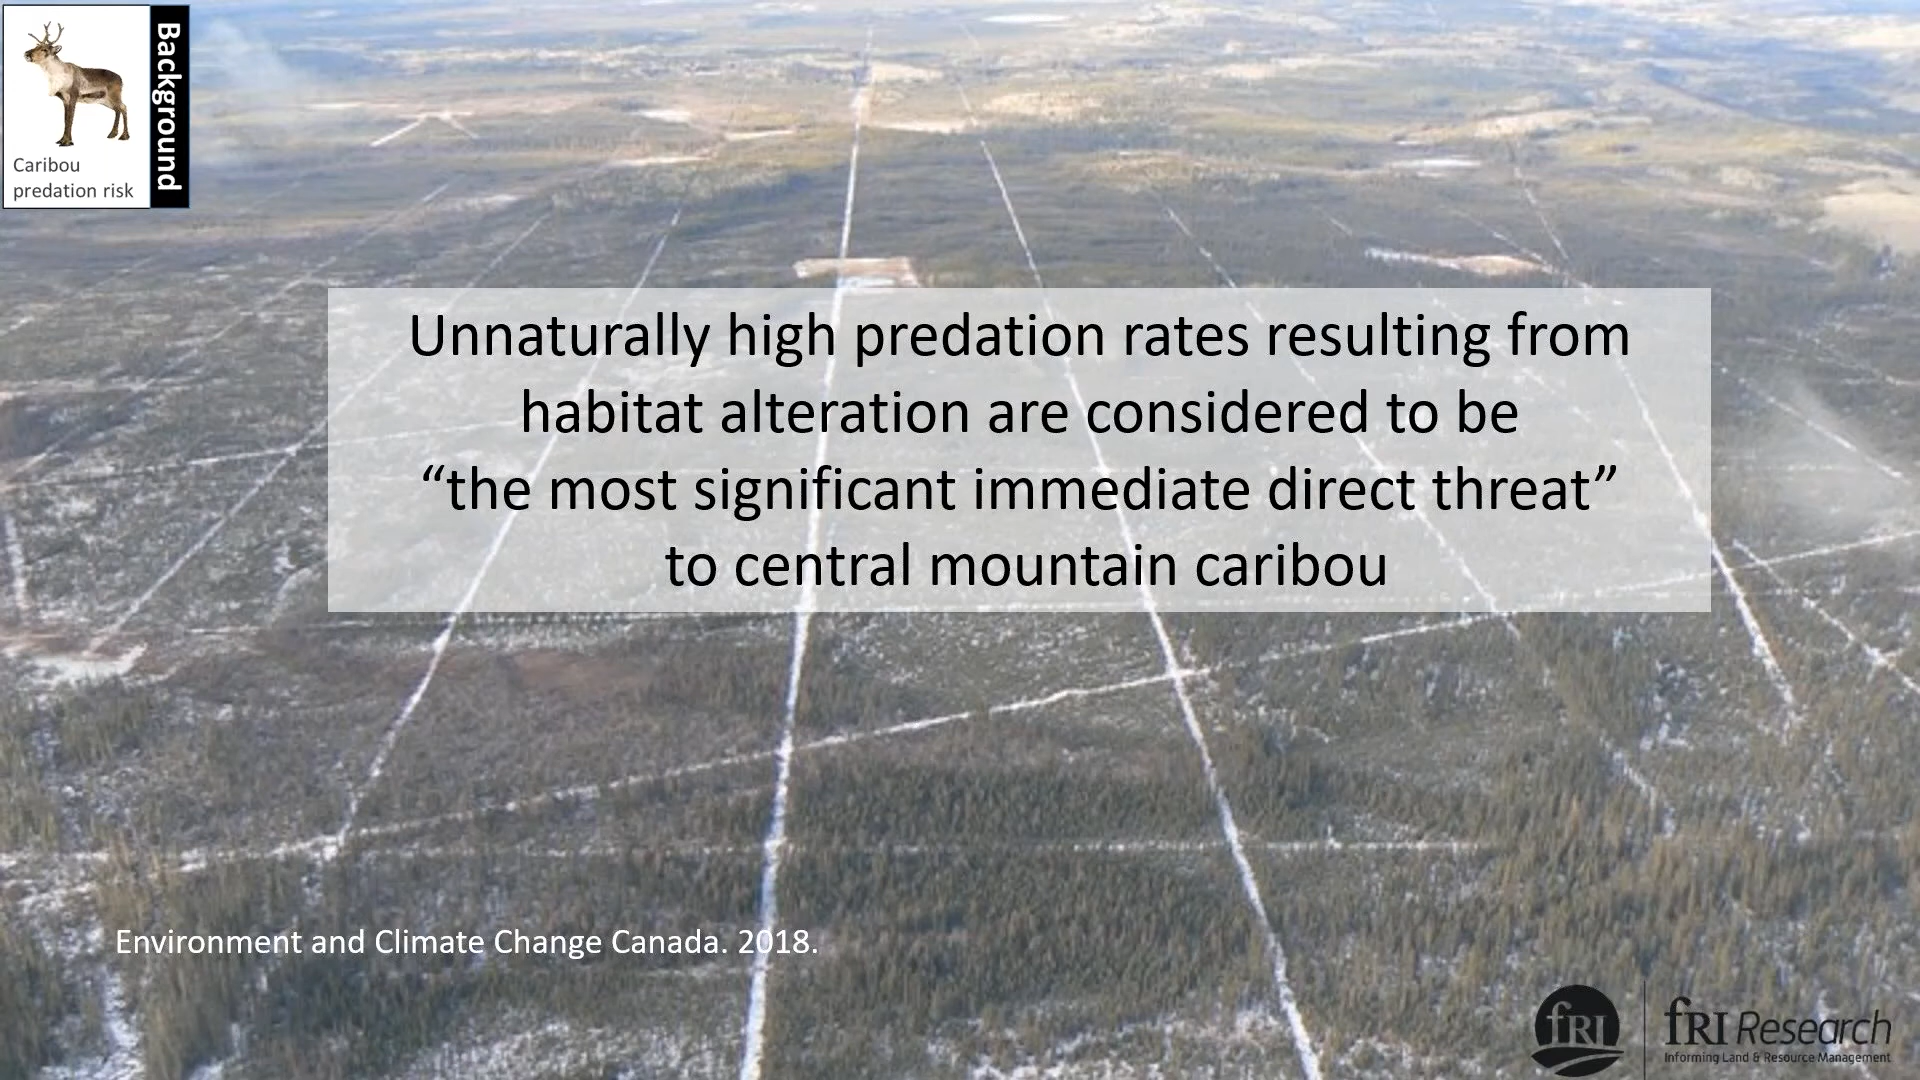 Background
Caribou
predation risk
Unnaturally high predation rates resulting from
habitat alteration are considered to be
“the most significant immediate direct threat”
to central mountain caribou
Environment and Climate Change Canada. 2018.
fRI
fRI Research
Informing Land & Resource Management